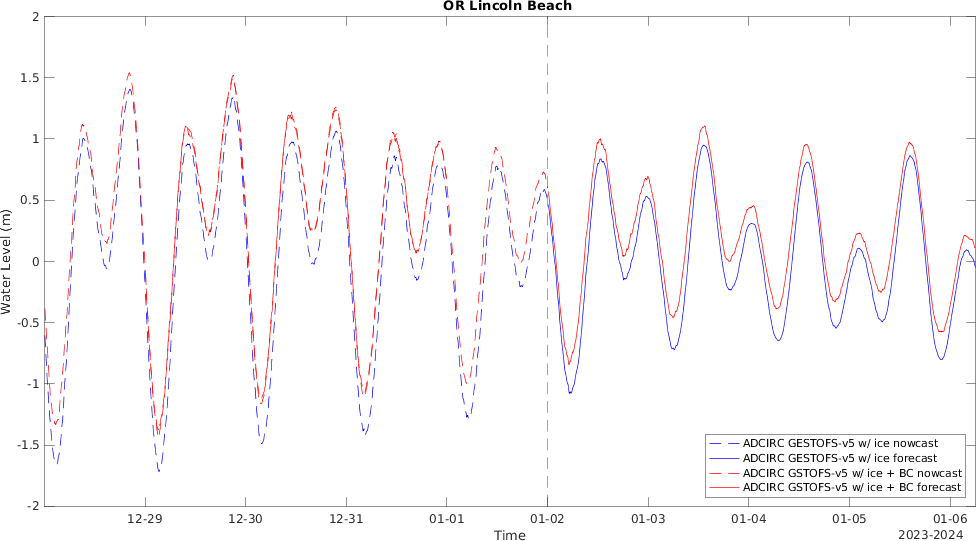 OR Lincoln Beach
2
1.5
1
0.5
0
-0.5
-1
-1.5
-2
Water Level (m)
12-29
12-30
12-31
01-01
01-02
01-03
01-04
01-05
01-06
Time
2023-2024
ADCIRC GESTOFS-v5 w/ ice nowcast
ADCIRC GESTOFS-v5 w/ ice forecast
ADCIRC GSTOFS-v5 w/ ice + BC nowcast
ADCIRC GSTOFS-v5 w/ ice + BC forecast